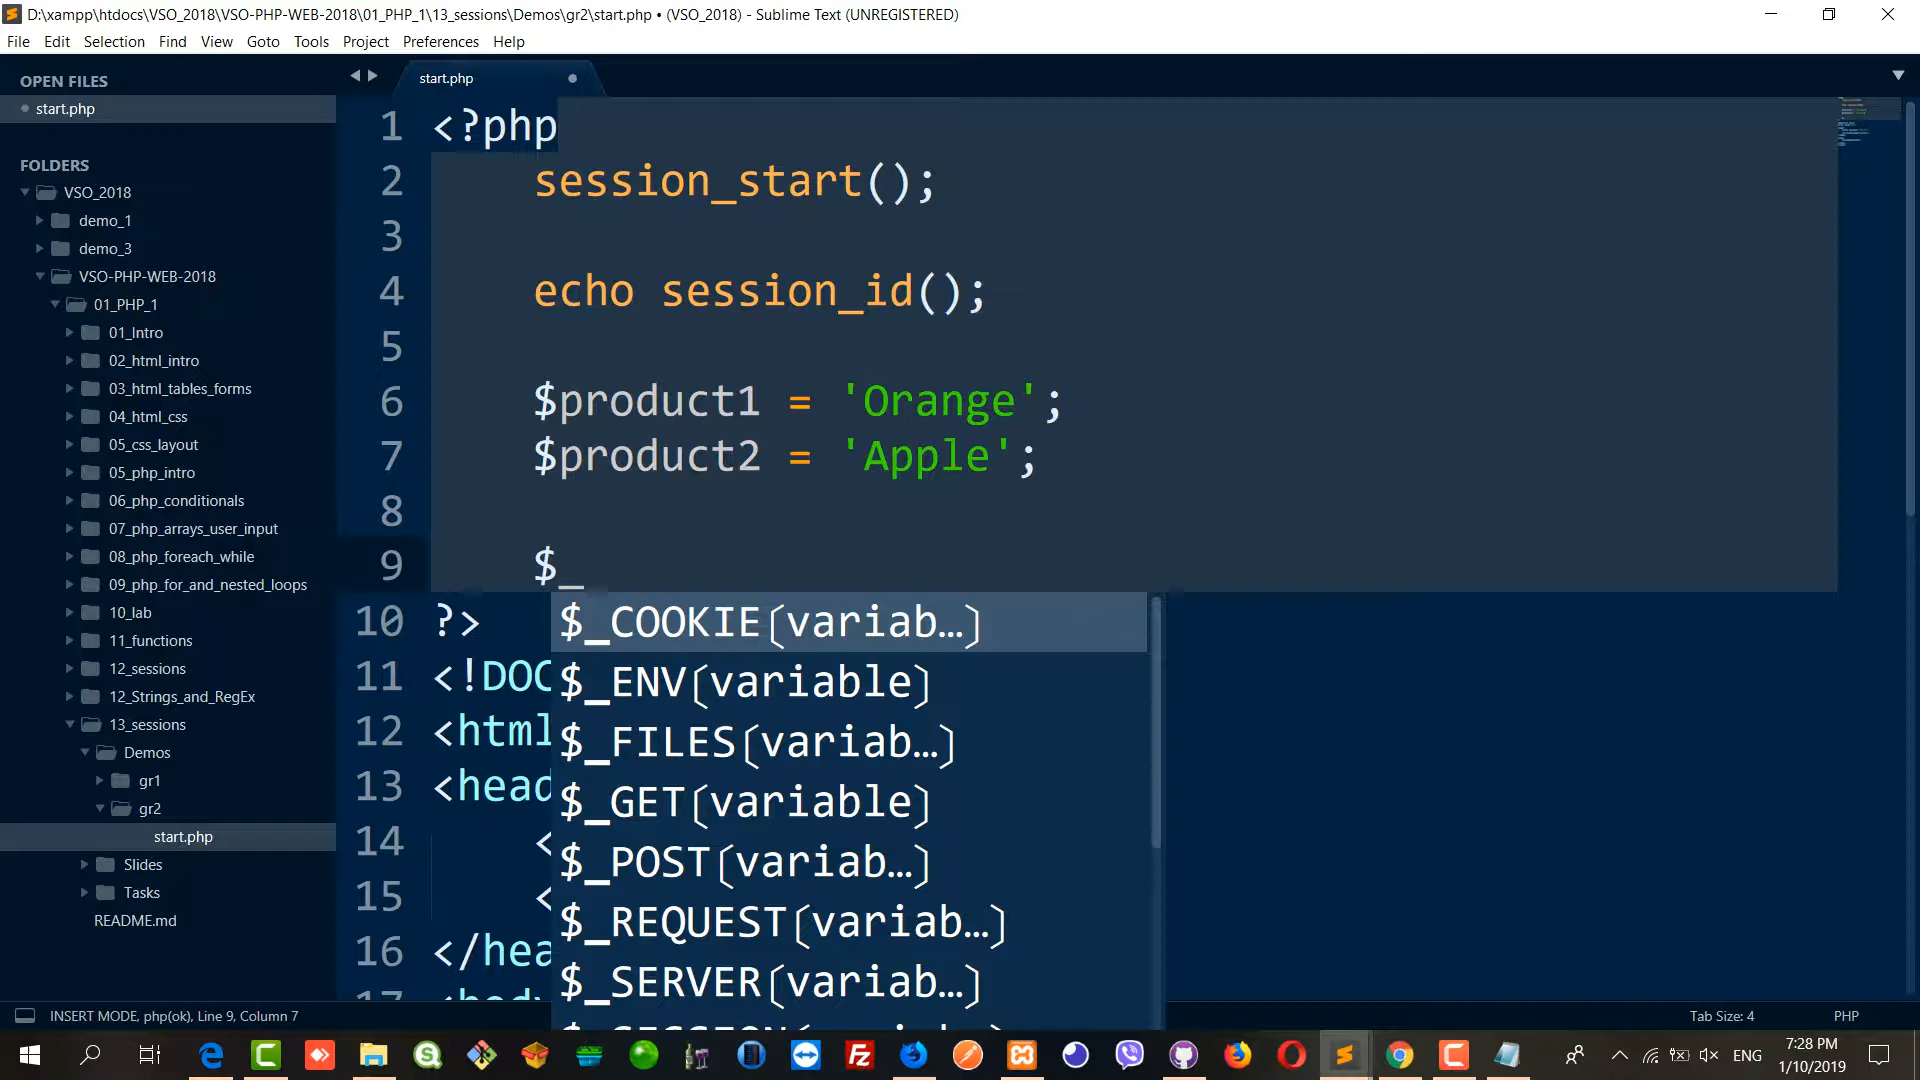 D:\xampp\htdocs\VSO_2018\VSO-PHP-WEB-2018\01_PHP_1\13_sessions\Demos\gr2\start.php • (VSO_2018) - Sublime Text (UNREGISTERED)
File Edit Selection Find View Goto Tools Project Preferences Help
OPEN FILES
start.php
FOLDERS
VSO_2018
demo_1
demo_3
VSO-PHP-WEB-2018
01_PHP_1
01_Intro
02_html_intro
03_html_tables_forms
04_html_css
05_css_layout
05_php_intro
06_php_conditionals
07_php_arrays_user_input
08_php_foreach_while
09_php_for_and_nested_loops
10_lab
11_functions
12_sessions
12_Strings_and_RegEx
13_sessions
Demos
gr1
gr2
start.php
Slides
Tasks
README.md
start.php
1 <?php
2 session_start();
3
4 echo session_id();
5
6 $product1 = 'Orange';
7 $product2 = 'Apple';
8
9 $_
10 ?>
11 <!DOC
12 <html
13 <head
14 <
15 <
16 </hea
17 <body
$_COOKIE(variab…)
$_ENV(variable)
$_FILES(variab…)
$_GET(variable)
$_POST(variab…)
$_REQUEST(variab…)
$_SERVER(variab…)
INSERT MODE, php(ok), Line 9, Column 7
Tab Size: 4
PHP
ENG
7:28 PM
1/10/2019